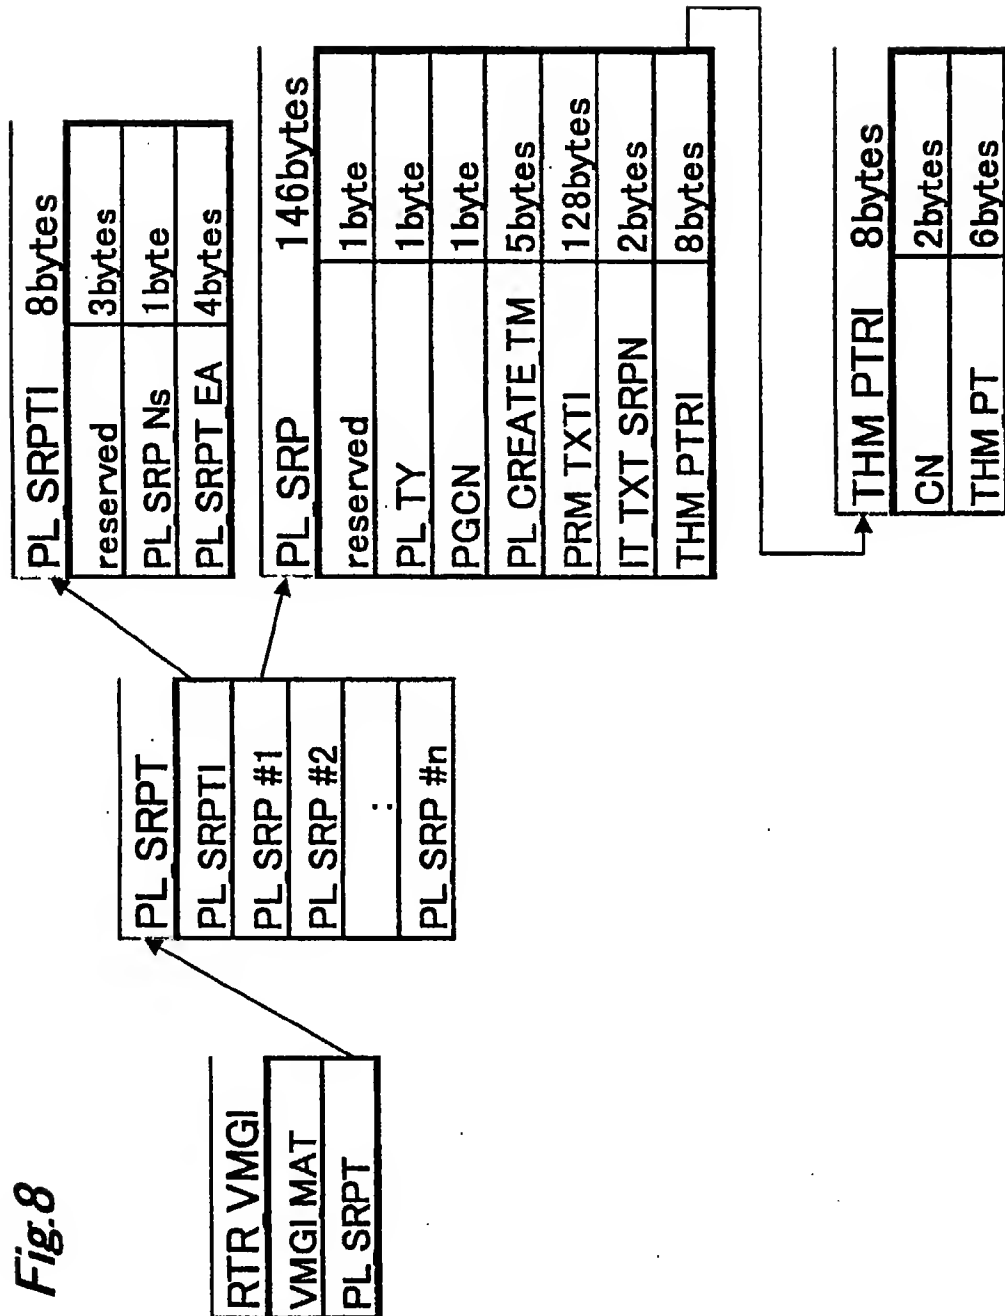 Fig.8
RTR VMGI
VMGI MAT
PL SRPT
PL SRPT
PL SRPTI
PL SRP #1
PL SRP #2
:
PL SRP #n
PL SRPTI 8bytes
reserved 3bytes
PL SRP Ns 1byte
PL SRPT EA 4bytes
PL SRP 146bytes
reserved 1byte
PL TY 1byte
PGCN 1byte
PL CREATE TM 5bytes
PRM TXTI 128bytes
IT TXT SRPN 2bytes
THM PTRI 8bytes
THM PTRI 8bytes
CN 2bytes
THM PT 6bytes